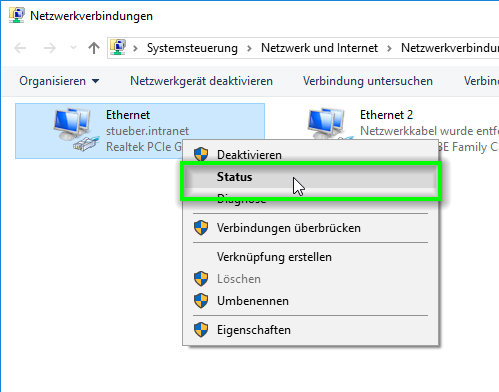 Netzwerkverbindungen
Systemsteuerung > Netzwerk und Internet > Netzwerkverbindun
Organisieren Netzwerkgerät deaktivieren Verbindung untersuchen Verbin
Ethernet
stueber.intranet
Realtek PCIe G
Ethernet 2
Netzwerkkabel wurde entf
BE Family C
Deaktivieren
Status
Diagnose
Verbindungen überbrücken
Verknüpfung erstellen
Löschen
Umbenennen
Eigenschaften